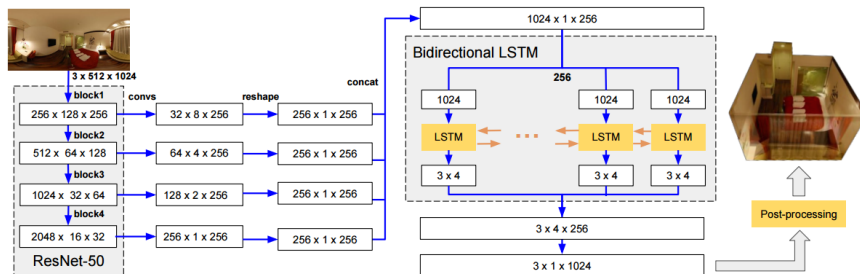 3 x 512 x 1024
block1
256 x 128 x 256
convs
32 x 8 x 256
reshape
256 x 1 x 256
concat
block2
512 x 64 x 128
64 x 4 x 256
256 x 1 x 256
block3
1024 x 32 x 64
128 x 2 x 256
256 x 1 x 256
block4
2048 x 16 x 32
256 x 1 x 256
256 x 1 x 256
ResNet-50
1024 x 1 x 256
Bidirectional LSTM
256
1024
1024
1024
LSTM
LSTM
LSTM
3 x 4
3 x 4
3 x 4
3 x 4 x 256
3 x 1 x 1024
Post-processing